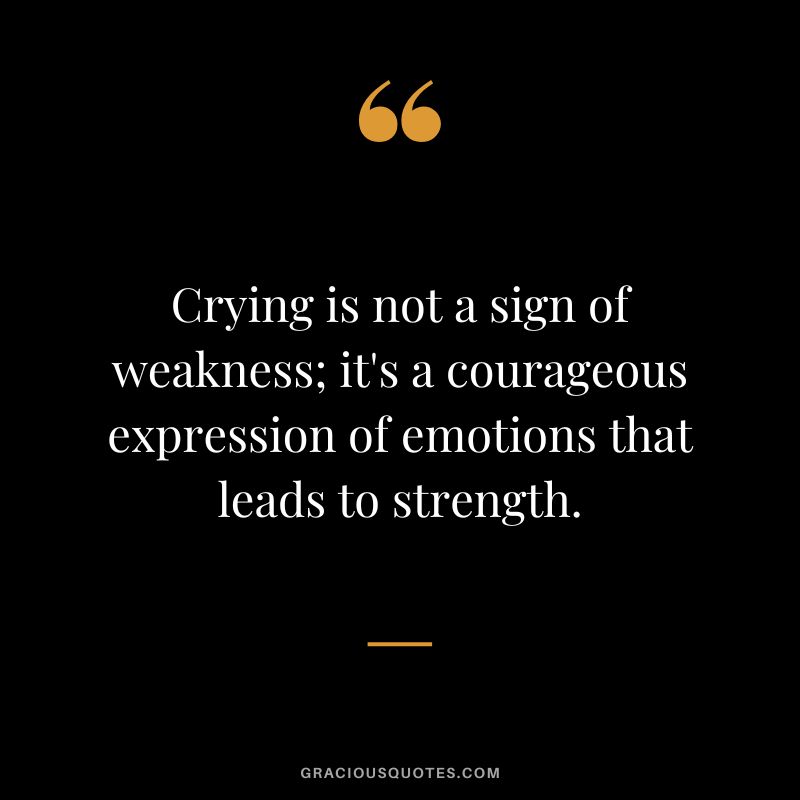 “
Crying is not a sign of
weakness; it's a courageous
expression of emotions that
leads to strength.
GRACIOUSQUOTES.COM